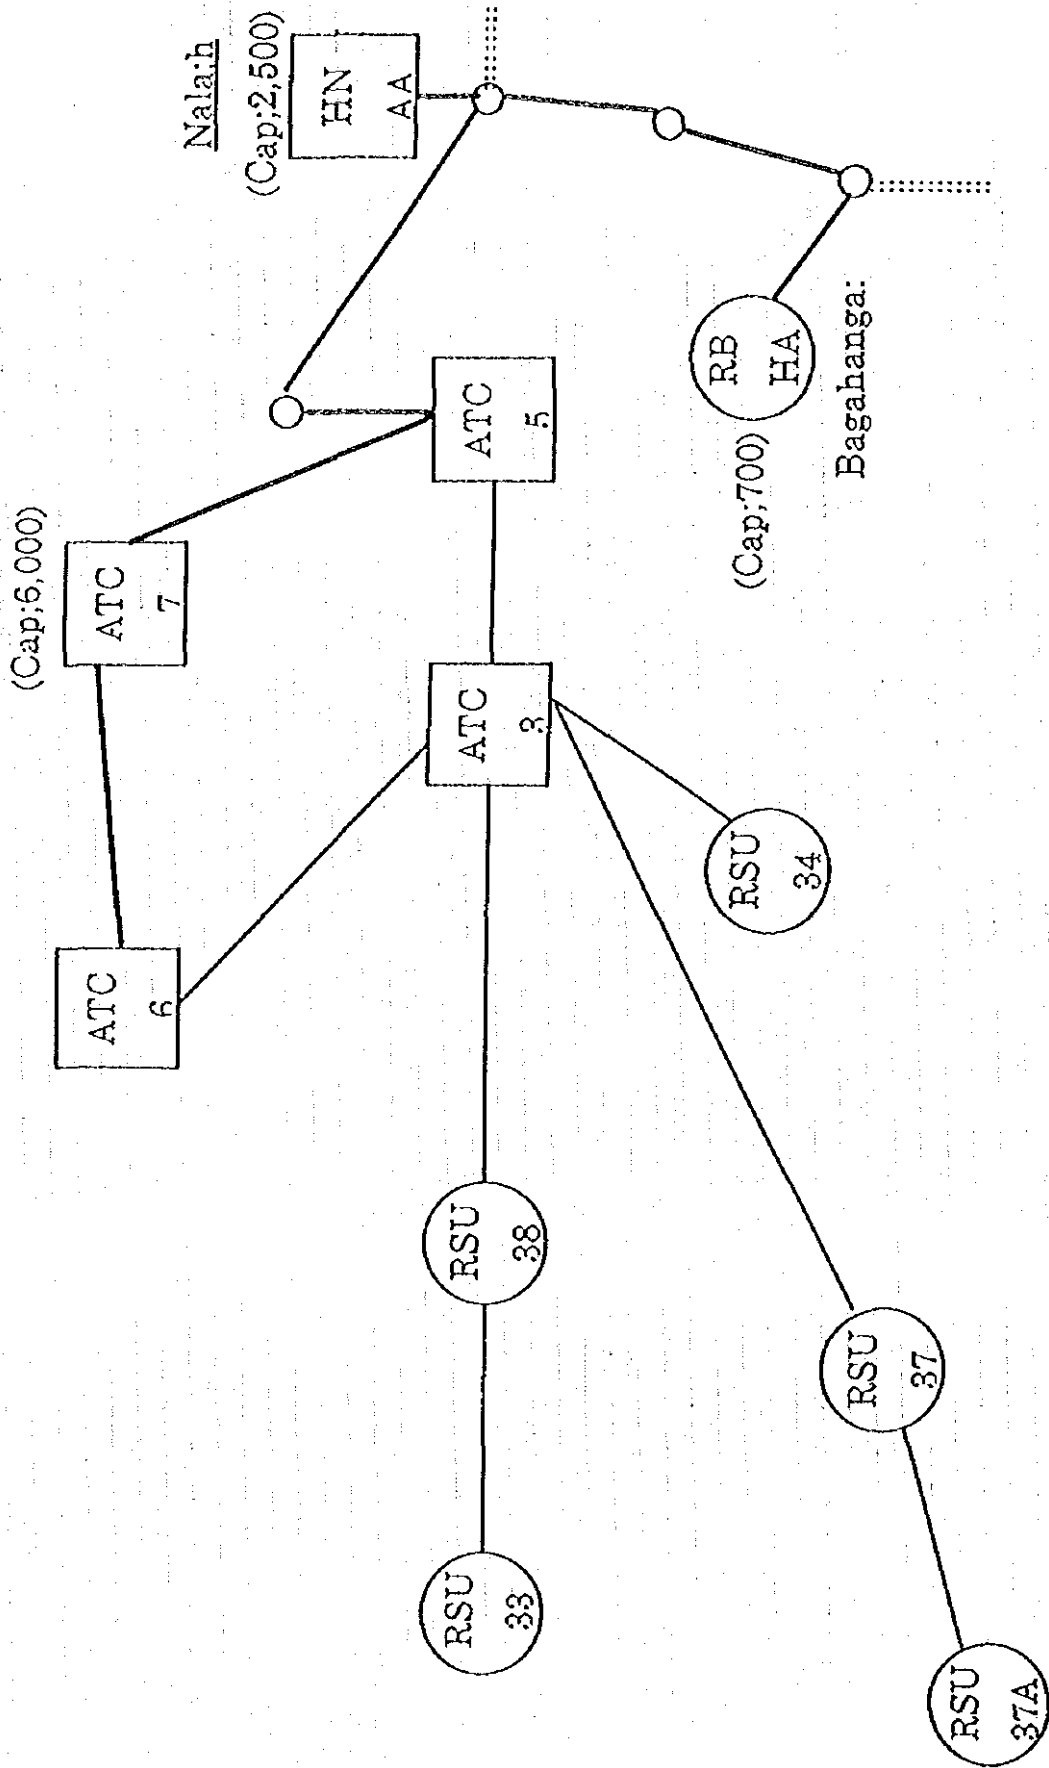 Nala:h
(Cap;2,500)
HN
AA
(Cap;6,000)
ATC
7
ATC
5
RB
HA
(Cap;700)
Bagahanga:
ATC
6
ATC
3
RSU
34
RSU
38
RSU
33
RSU
37
RSU
37A